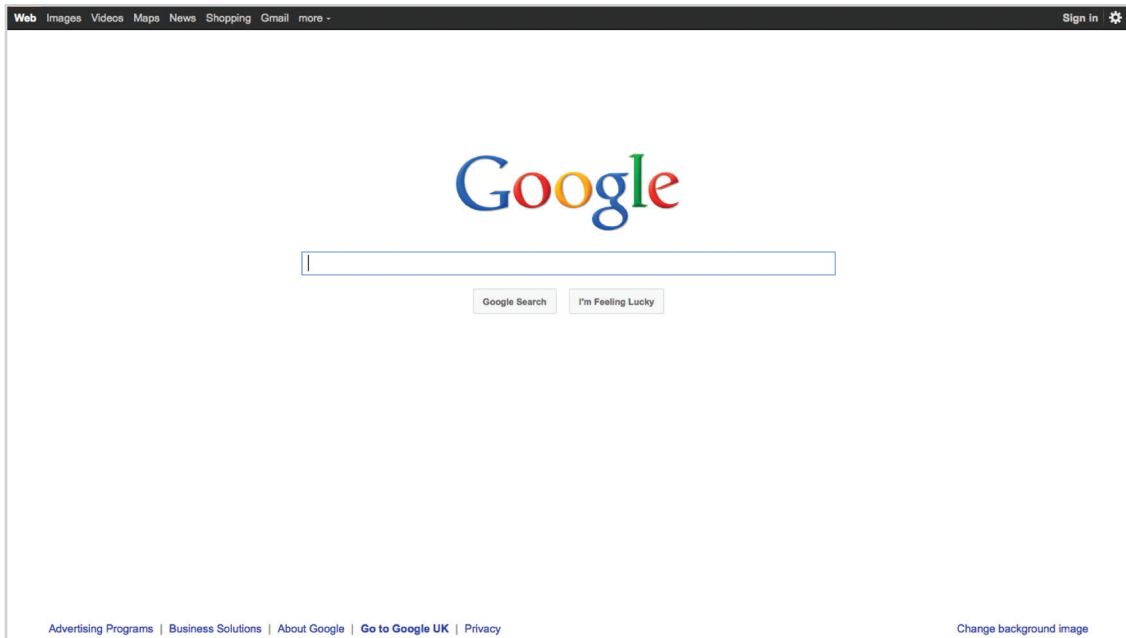 Web Images Videos Maps News Shopping Gmail more - Sign in
Google
Google Search I'm Feeling Lucky
Advertising Programs | Business Solutions | About Google | Go to Google UK | Privacy Change background image